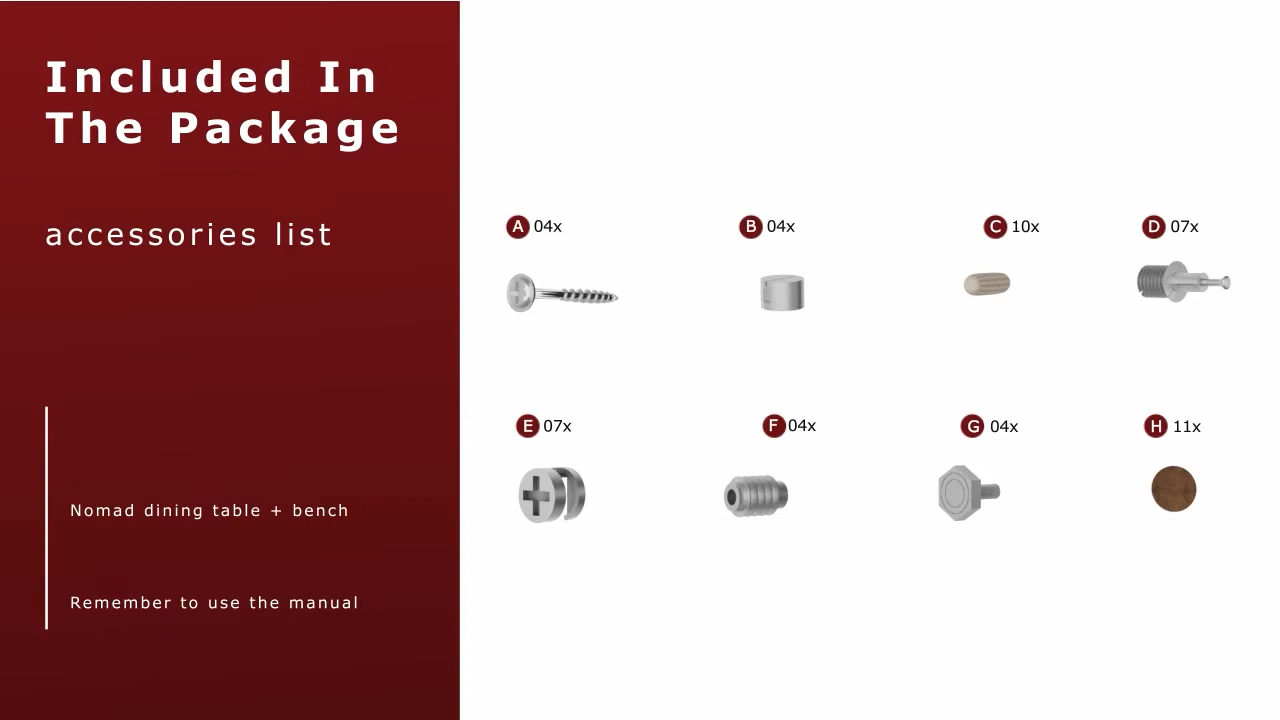 Included In
The Package
accessories list
Nomad dining table + bench
Remember to use the manual
A 04x
B 04x
C 10x
D 07x
E 07x
F 04x
G 04x
H 11x